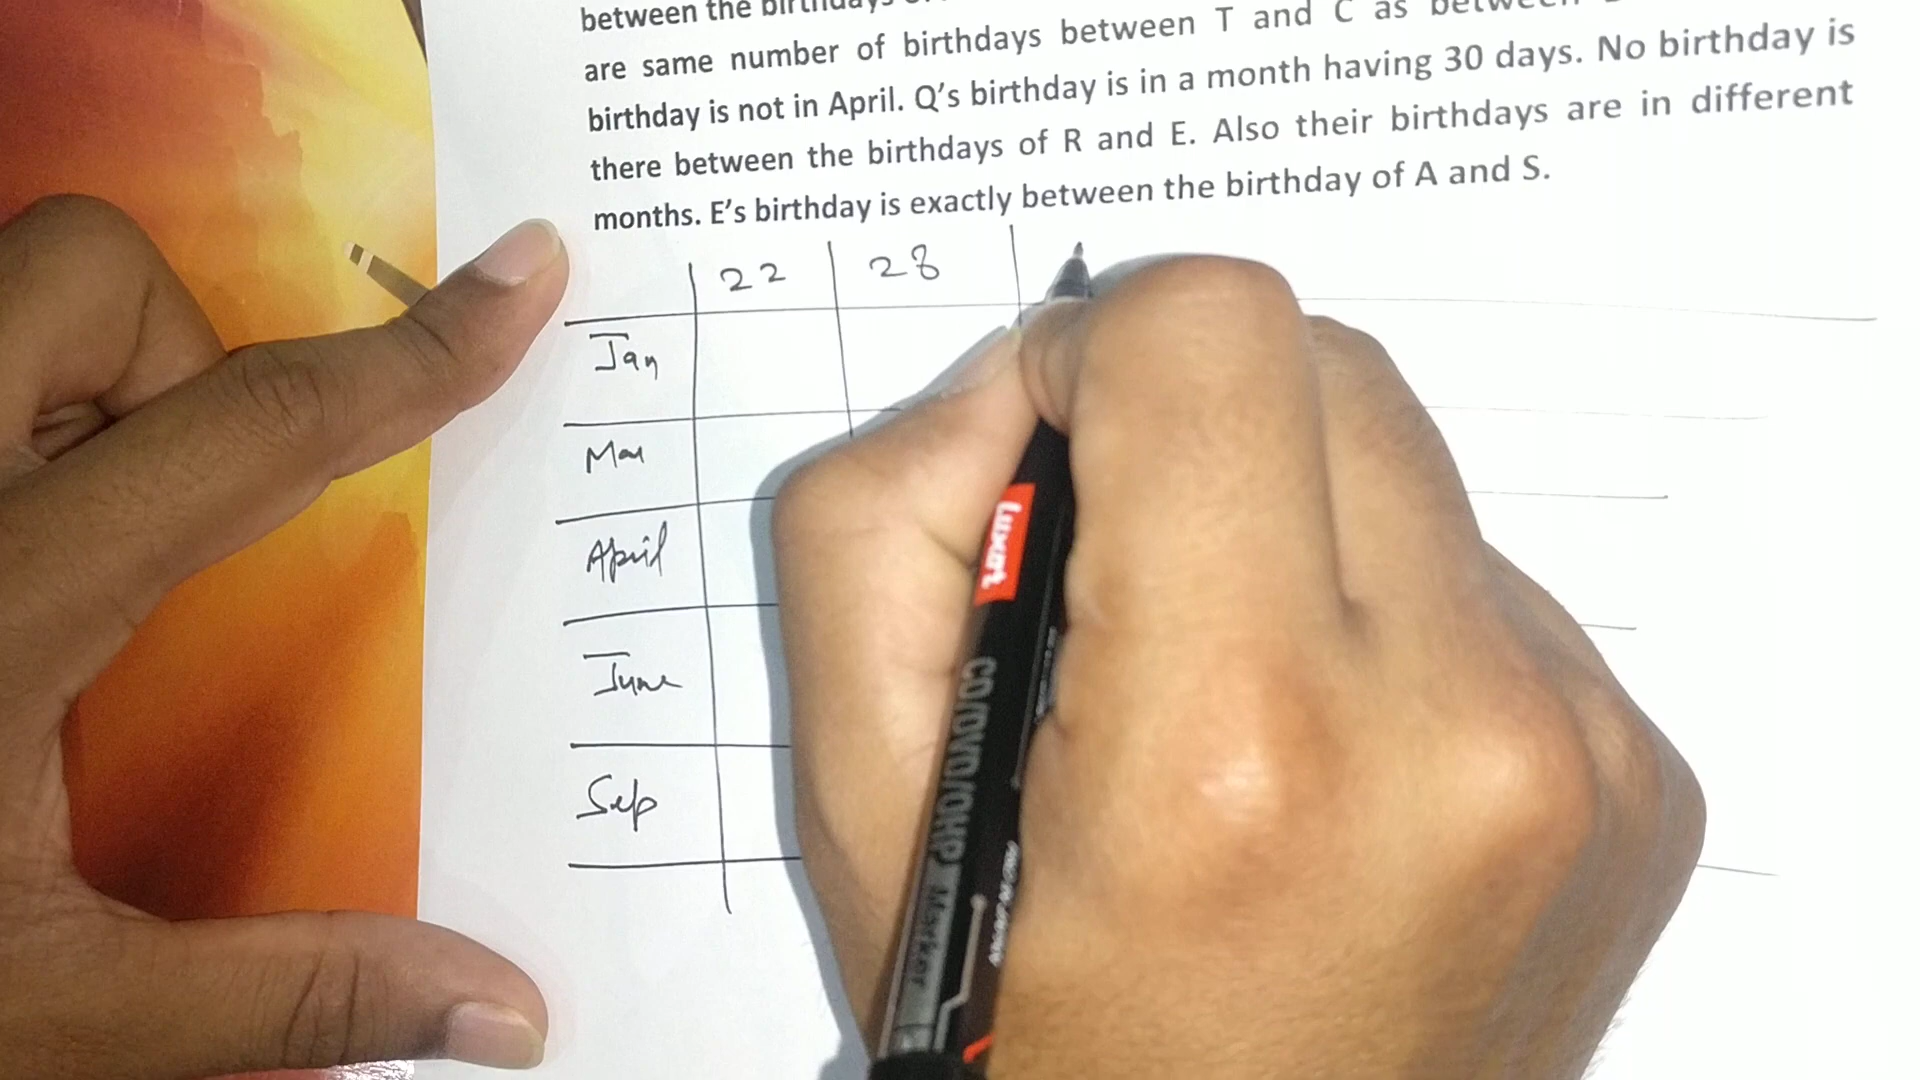 between the birthdays
are same number of birthdays between T and C as between
birthday is not in April. Q's birthday is in a month having 30 days. No birthday is
there between the birthdays of R and E. Also their birthdays are in different
months. E's birthday is exactly between the birthday of A and S.
22 28
Jan
Mar
April
June
Sep
Luxor
CD/DVD/OHP Marker